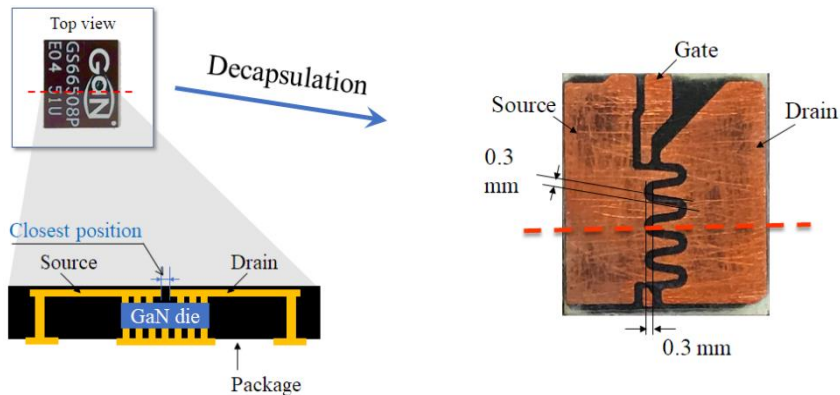 Top view
GaN
GS66508P
E04 51U
Decapsulation
Gate
Source
Drain
0.3
mm
0.3 mm
Closest position
Source
Drain
GaN die
Package